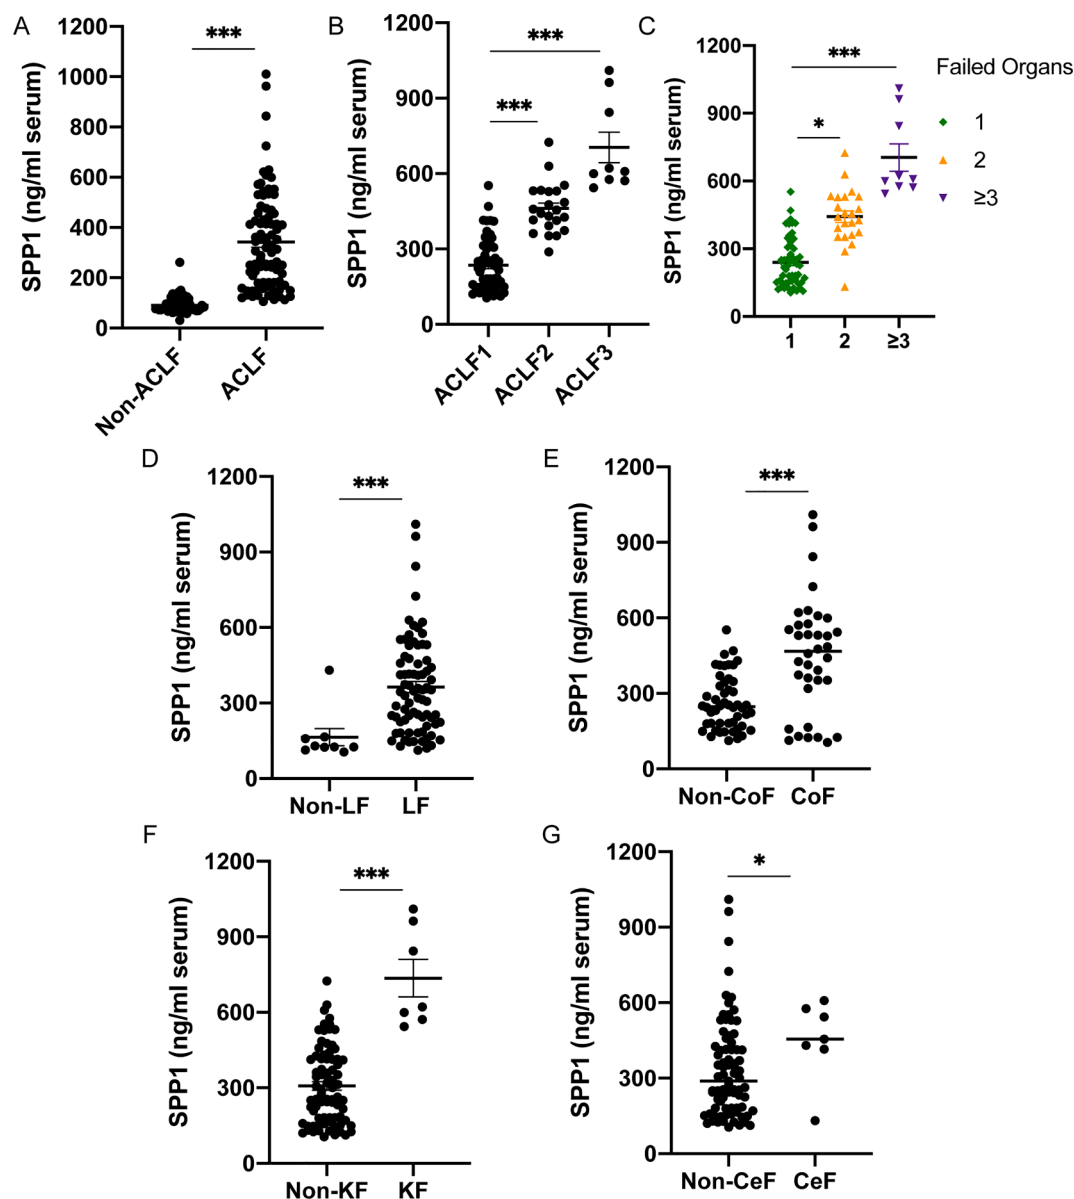 A
SPP1 (ng/ml serum)
1200
1000
800
600
400
200
0
***
Non-ACLF
ACLF
B
SPP1 (ng/ml serum)
1200
900
600
300
0
***
***
ACLF1
ACLF2
ACLF3
C
SPP1 (ng/ml serum)
1200
900
600
300
0
***
*
1
2
≥3
Failed Organs
1
2
≥3
D
SPP1 (ng/ml serum)
1200
900
600
300
0
***
Non-LF
LF
E
SPP1 (ng/ml serum)
1200
900
600
300
0
***
Non-CoF
CoF
F
SPP1 (ng/ml serum)
1200
900
600
300
0
***
Non-KF
KF
G
SPP1 (ng/ml serum)
1200
900
600
300
0
*
Non-CeF
CeF